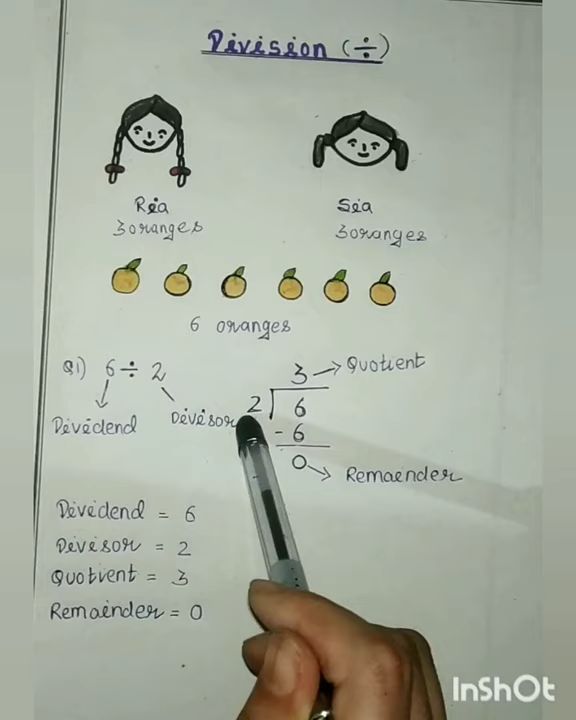 Division (÷)
Ria
Sia
3 oranges
3 oranges
6 oranges
Q1) 6 ÷ 2
Dividend
Divisor
3 → Quotient
2
6
- 6
0 → Remainder
Dividend = 6
Divisor = 2
Quotient = 3
Remainder = 0
InShOt